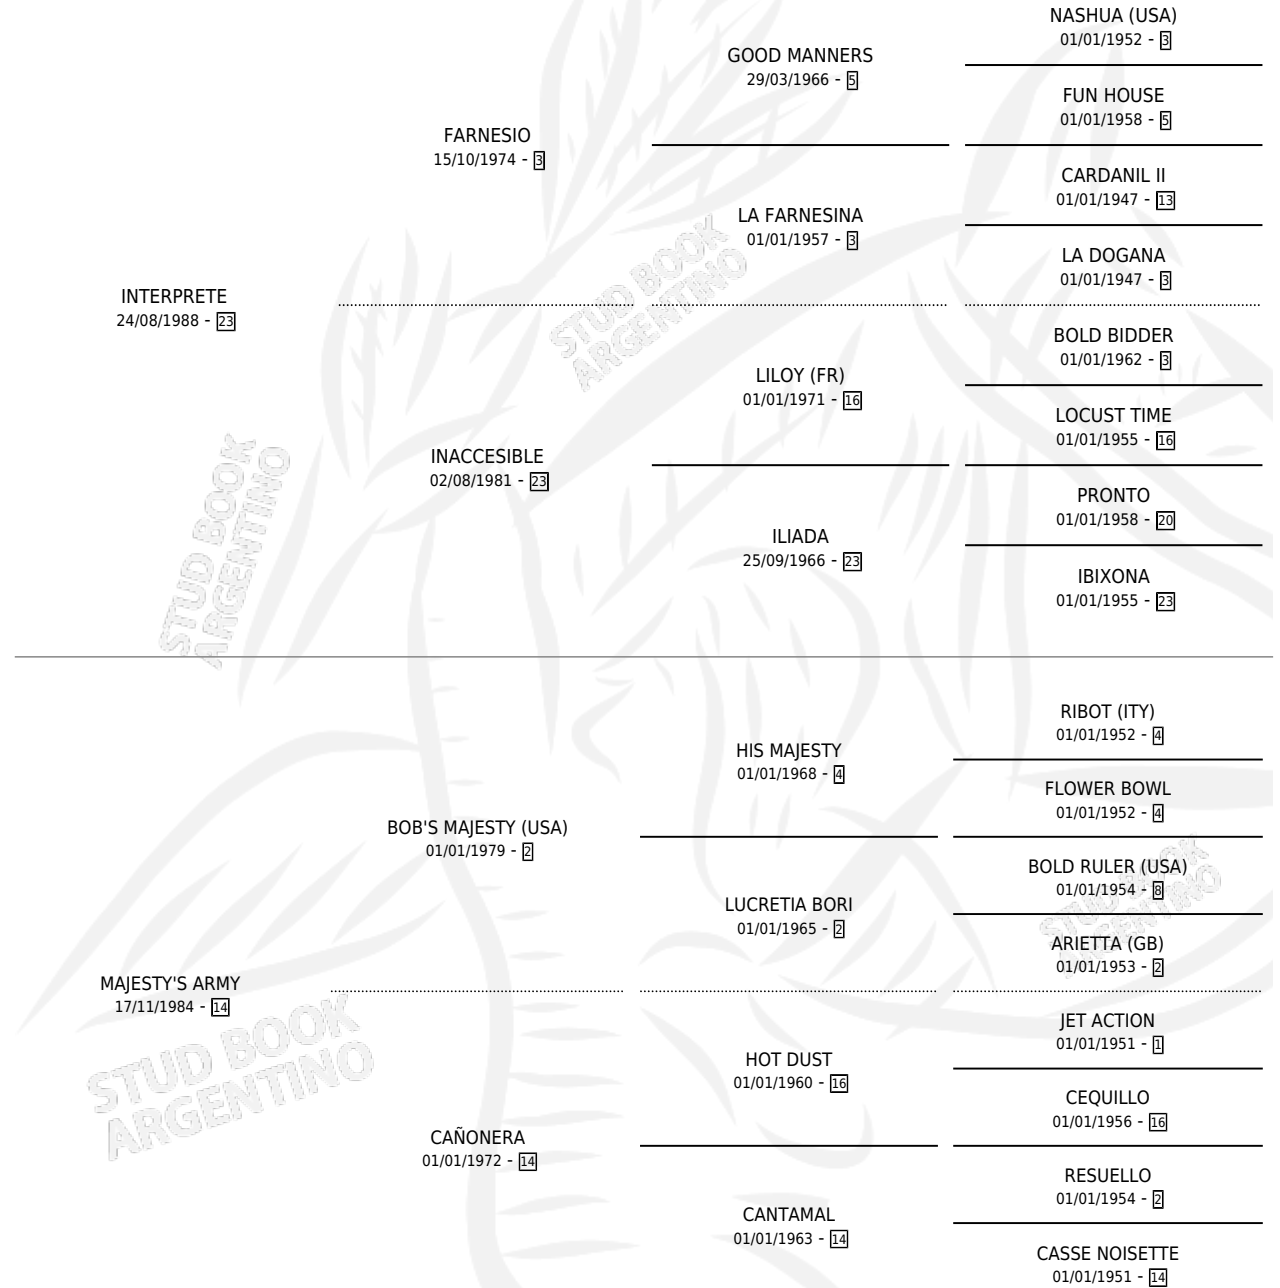 NASHUA (USA)
01/01/1952 - 3
GOOD MANNERS
29/03/1966 - 5
FUN HOUSE
01/01/1958 - 5
FARNESIO
15/10/1974 - 3
CARDANIL II
01/01/1947 - 13
LA FARNESINA
01/01/1957 - 3
LA DOGANA
01/01/1947 - 3
INTERPRETE
24/08/1988 - 23
BOLD BIDDER
01/01/1962 - 3
LILOY (FR)
01/01/1971 - 16
LOCUST TIME
01/01/1955 - 16
INACCESIBLE
02/08/1981 - 23
PRONTO
01/01/1958 - 20
ILIADA
25/09/1966 - 23
IBIXONA
01/01/1955 - 23
RIBOT (ITY)
01/01/1952 - 4
HIS MAJESTY
01/01/1968 - 4
FLOWER BOWL
01/01/1952 - 4
BOB'S MAJESTY (USA)
01/01/1979 - 2
BOLD RULER (USA)
01/01/1954 - 8
LUCRETIA BORI
01/01/1965 - 2
ARIETTA (GB)
01/01/1953 - 2
MAJESTY'S ARMY
17/11/1984 - 14
JET ACTION
01/01/1951 - 1
HOT DUST
01/01/1960 - 16
CEQUILLO
01/01/1956 - 16
CAÑONERA
01/01/1972 - 14
RESUELLO
01/01/1954 - 2
CANTAMAL
01/01/1963 - 14
CASSE NOISETTE
01/01/1951 - 14
STUD BOOK
ARGENTINO
STUD BOOK
ARGENTINO
STUD BOOK
ARGENTINO
STUD BOOK
ARGENTINO